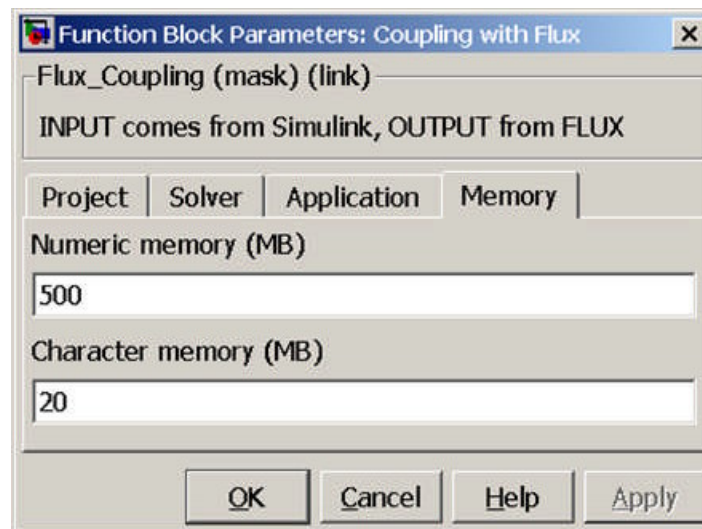 Function Block Parameters: Coupling with Flux
Flux_Coupling (mask) (link)
INPUT comes from Simulink, OUTPUT from FLUX
Project Solver Application Memory
Numeric memory (MB)
500
Character memory (MB)
20
OK Cancel Help Apply